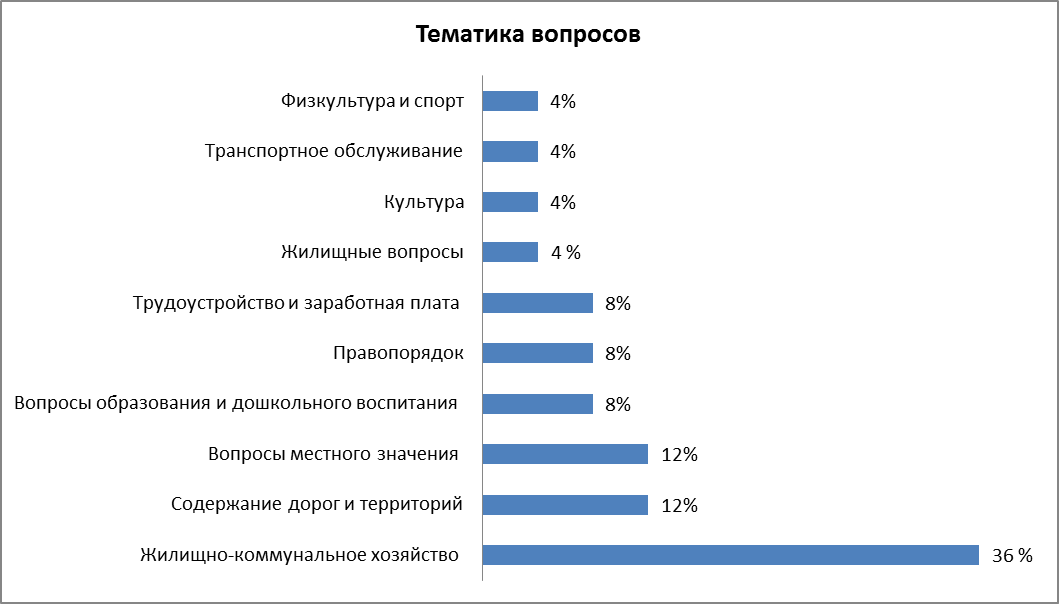 Тематика вопросов
Физкультура и спорт 4%
Транспортное обслуживание 4%
Культура 4%
Жилищные вопросы 4 %
Трудоустройство и заработная плата 8%
Правопорядок 8%
Вопросы образования и дошкольного воспитания 8%
Вопросы местного значения 12%
Содержание дорог и территорий 12%
Жилищно-коммунальное хозяйство 36 %